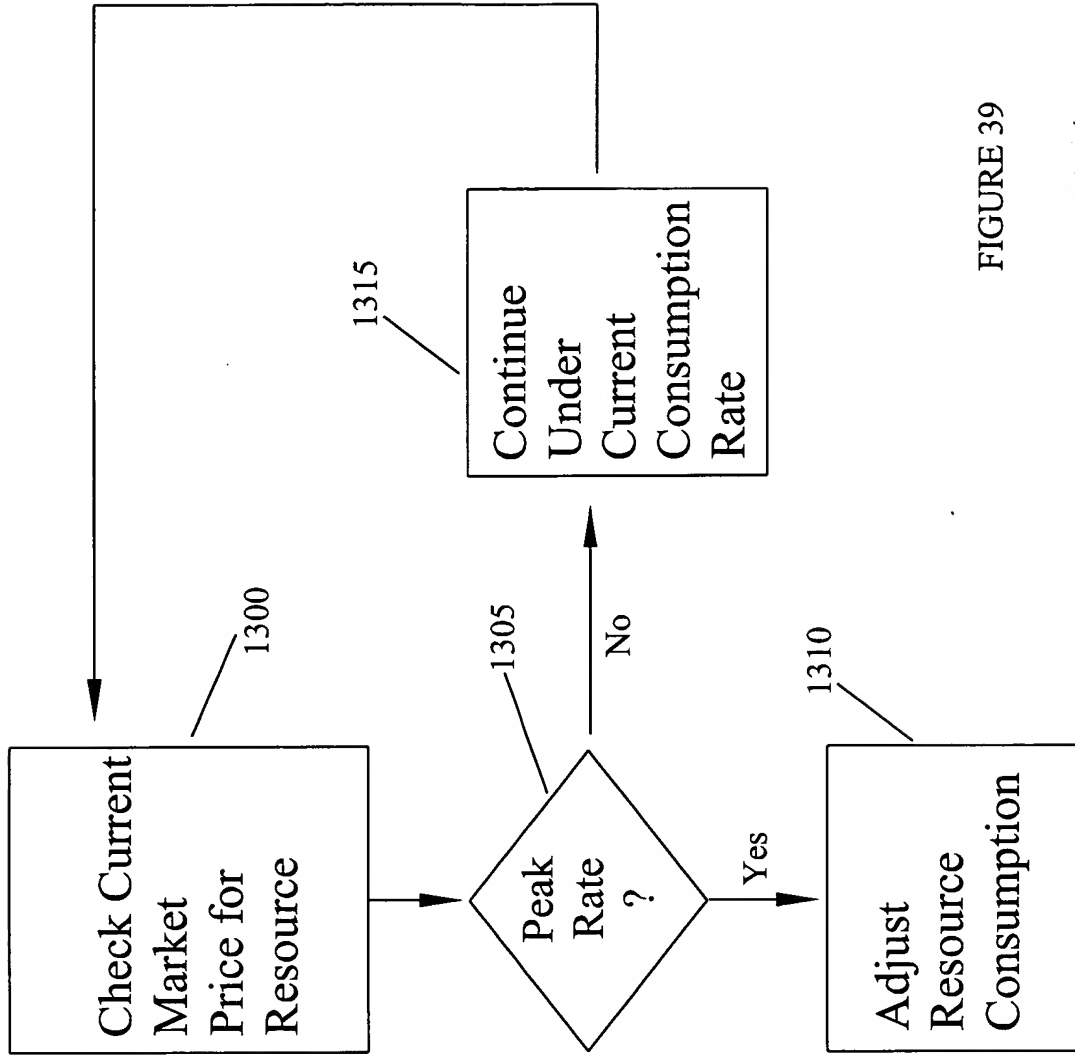 Check Current
Market
Price for
Resource
1300
Peak
Rate
?
1305
No
Yes
Continue
Under
Current
Consumption
Rate
1315
Adjust
Resource
Consumption
1310
FIGURE 39